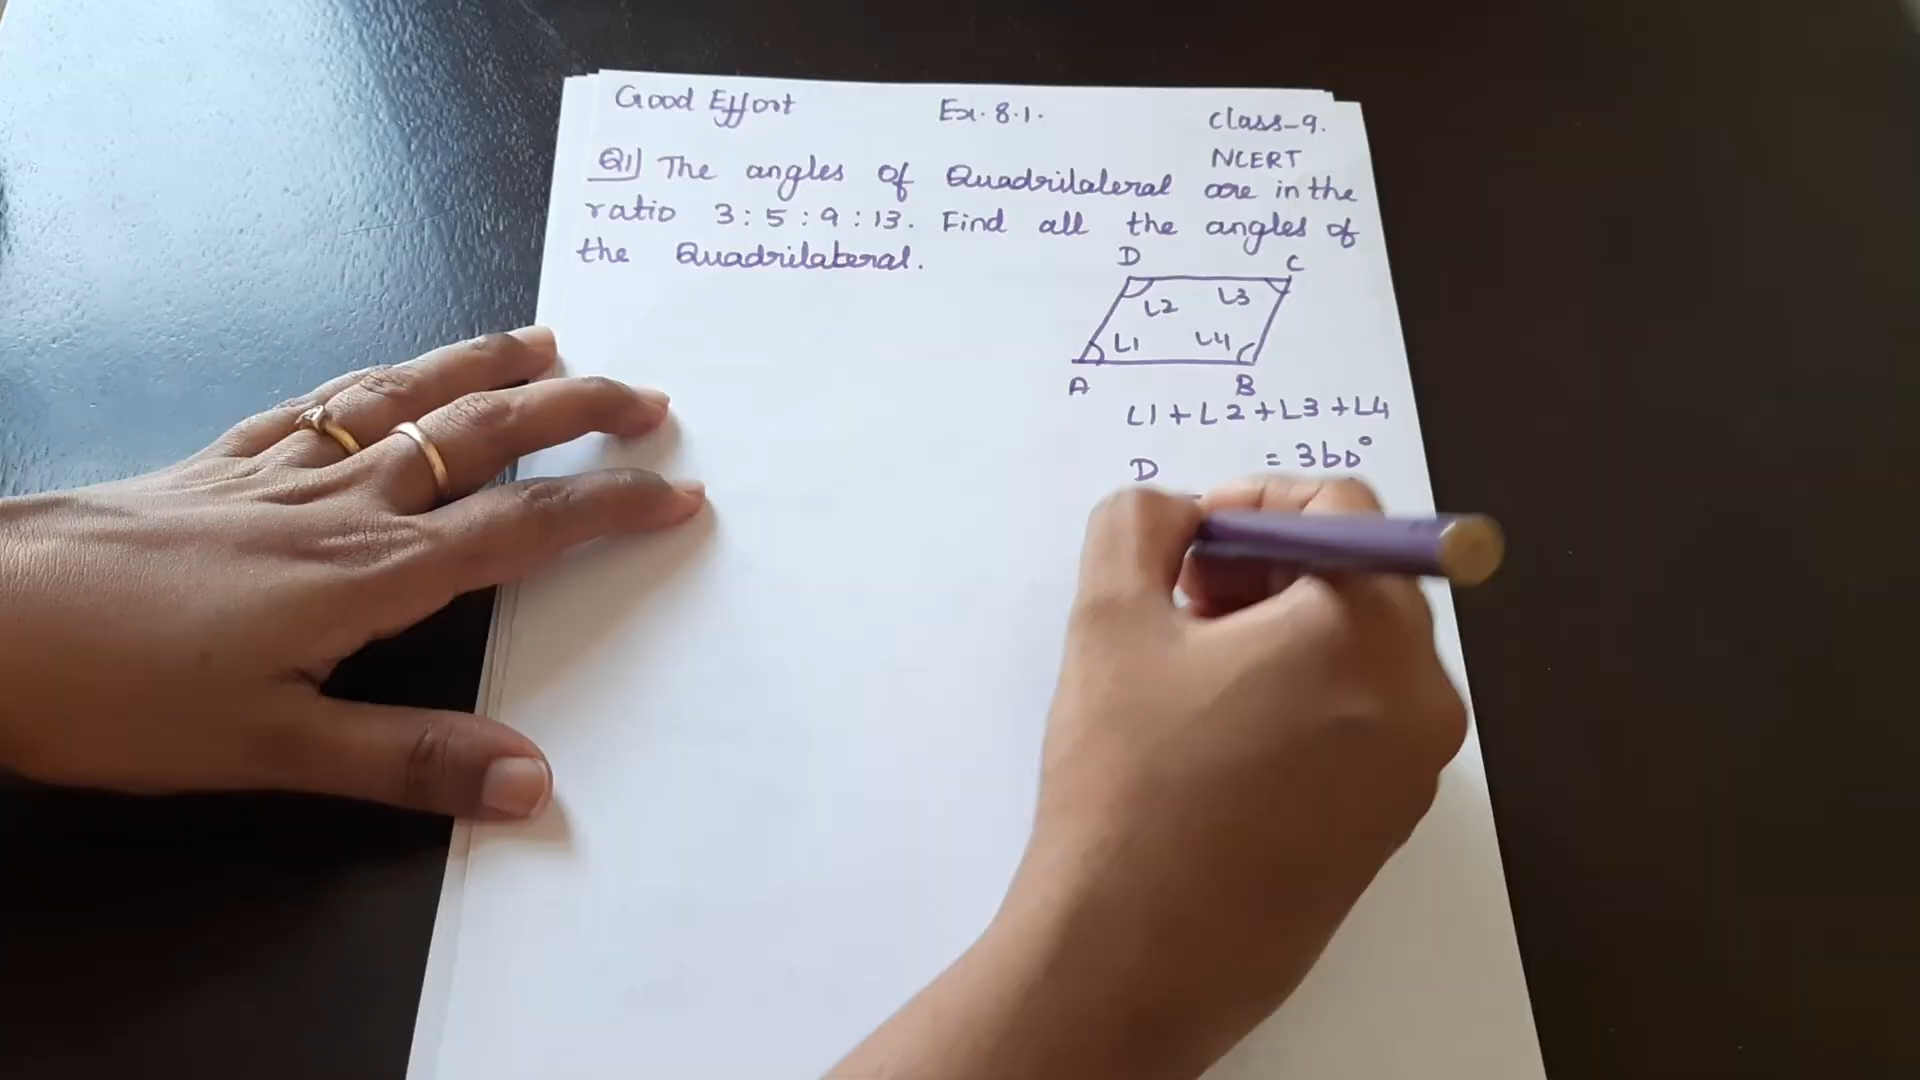 Good Effort Ex. 8.1. Class-9.
NCERT
Q1) The angles of Quadrilateral are in the
ratio 3 : 5 : 9 : 13. Find all the angles of
the Quadrilateral.
D C
∠2 ∠3
∠1 ∠4
A B
∠1 + ∠2 + ∠3 + ∠4
= 360°
D